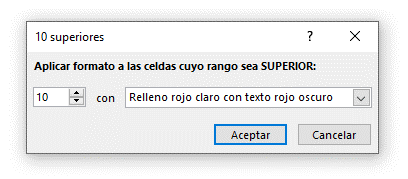 10 superiores ?
Aplicar formato a las celdas cuyo rango sea SUPERIOR:
10 con Relleno rojo claro con texto rojo oscuro
Aceptar Cancelar